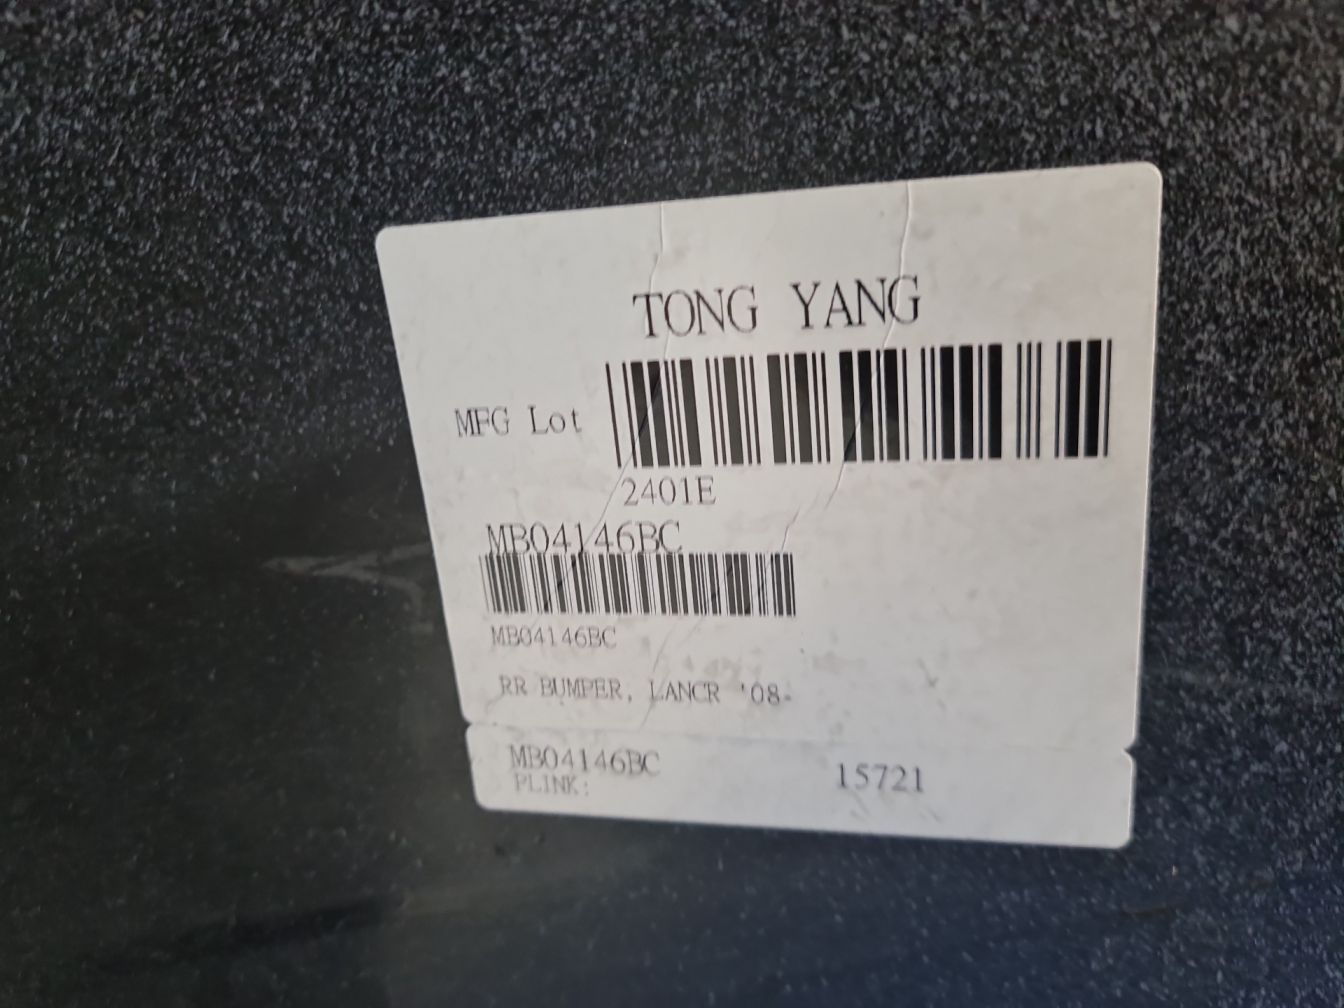 TONG YANG
MFG Lot
2401E
MB04146BC
MB04146BC
RR BUMPER, LANCR '08-
MB04146BC
15721
PLINK: